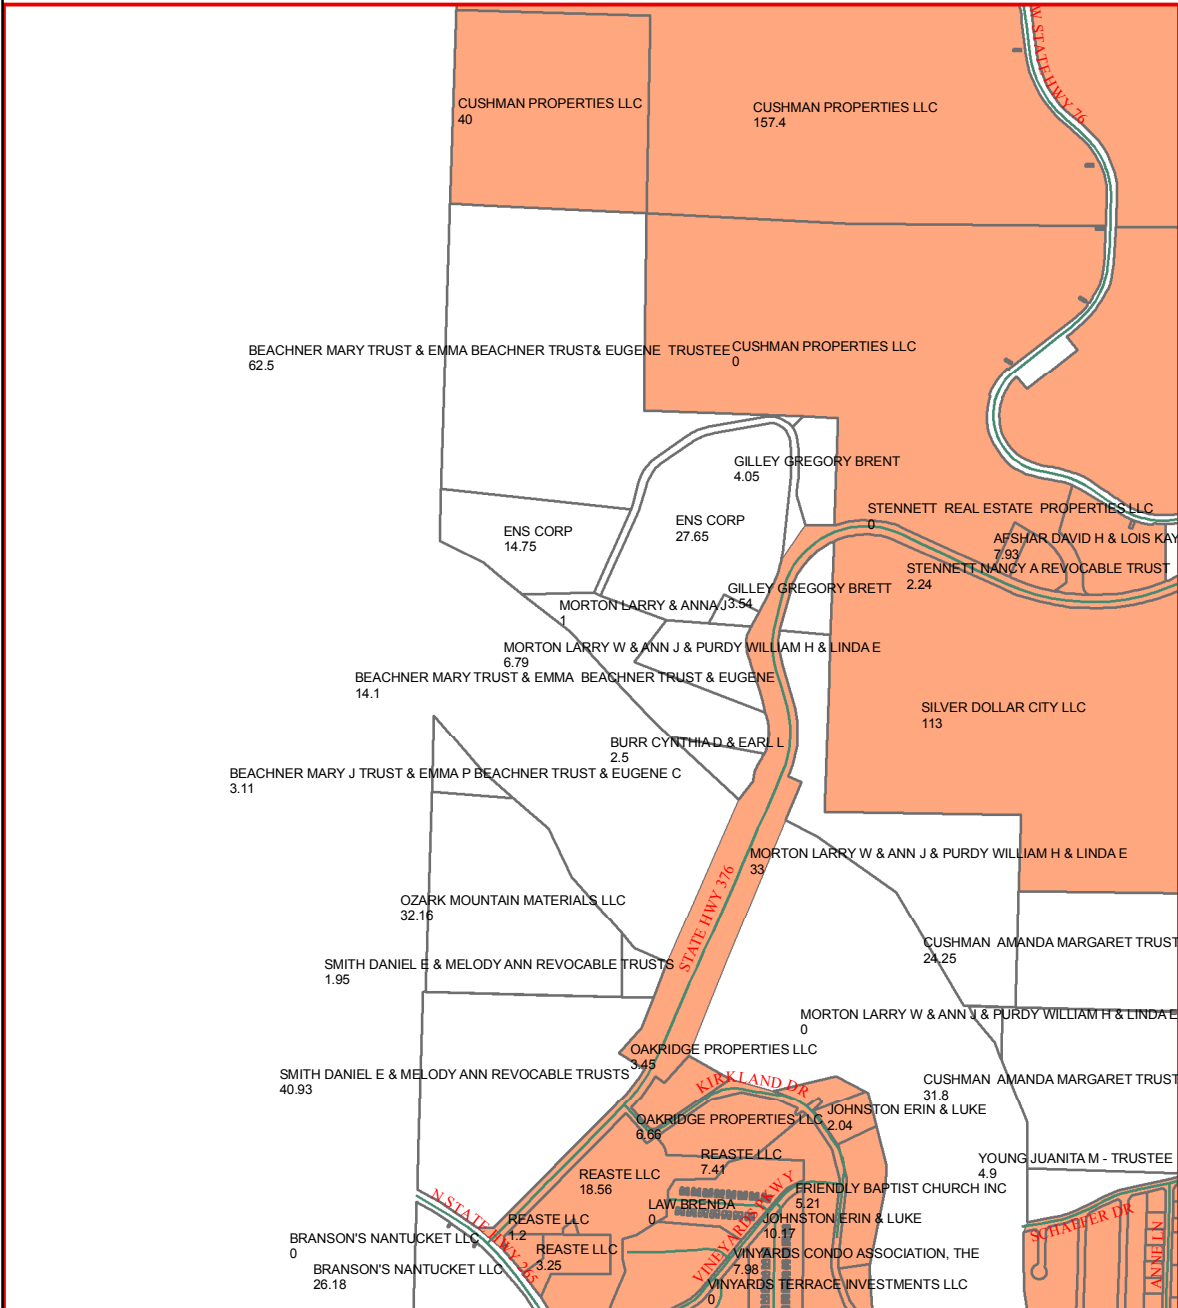 W STATE HWY 76
CUSHMAN PROPERTIES LLC
40
CUSHMAN PROPERTIES LLC
157.4
BEACHNER MARY TRUST & EMMA BEACHNER TRUST& EUGENE  TRUSTEE
62.5
CUSHMAN PROPERTIES LLC
0
GILLEY GREGORY BRENT
4.05
ENS CORP
14.75
ENS CORP
27.65
STENNETT  REAL ESTATE  PROPERTIES LLC
0
AFSHAR DAVID H & LOIS KAY
7.93
STENNETT NANCY A REVOCABLE TRUST
2.24
GILLEY GREGORY BRETT
3.54
MORTON LARRY & ANNA J
1
MORTON LARRY W & ANN J & PURDY WILLIAM H & LINDA E
6.79
BEACHNER MARY TRUST & EMMA  BEACHNER TRUST & EUGENE
14.1
SILVER DOLLAR CITY LLC
113
BURR CYNTHIA D & EARL L
2.5
BEACHNER MARY J TRUST & EMMA P BEACHNER TRUST & EUGENE C
3.11
MORTON LARRY W & ANN J & PURDY WILLIAM H & LINDA E
33
STATE HWY 376
OZARK MOUNTAIN MATERIALS LLC
32.16
CUSHMAN  AMANDA MARGARET TRUST
24.25
SMITH DANIEL E & MELODY ANN REVOCABLE TRUSTS
1.95
MORTON LARRY W & ANN J & PURDY WILLIAM H & LINDA E
0
OAKRIDGE PROPERTIES LLC
3.45
SMITH DANIEL E & MELODY ANN REVOCABLE TRUSTS
40.93
KIRKLAND DR
CUSHMAN  AMANDA MARGARET TRUST
31.8
JOHNSTON ERIN & LUKE
2.04
OAKRIDGE PROPERTIES LLC
6.66
REASTE LLC
7.41
YOUNG JUANITA M - TRUSTEE
4.9
REASTE LLC
18.56
FRIENDLY BAPTIST CHURCH INC
5.21
LAW BRENDA
0
VINEYARDS PKWY
N STATE HWY 265
REASTE LLC
1.2
JOHNSTON ERIN & LUKE
10.17
SCHAEFER DR
ANNE LN
BRANSON'S NANTUCKET LLC
0
REASTE LLC
3.25
VINYARDS CONDO ASSOCIATION, THE
7.98
BRANSON'S NANTUCKET LLC
26.18
VINYARDS TERRACE INVESTMENTS LLC
0